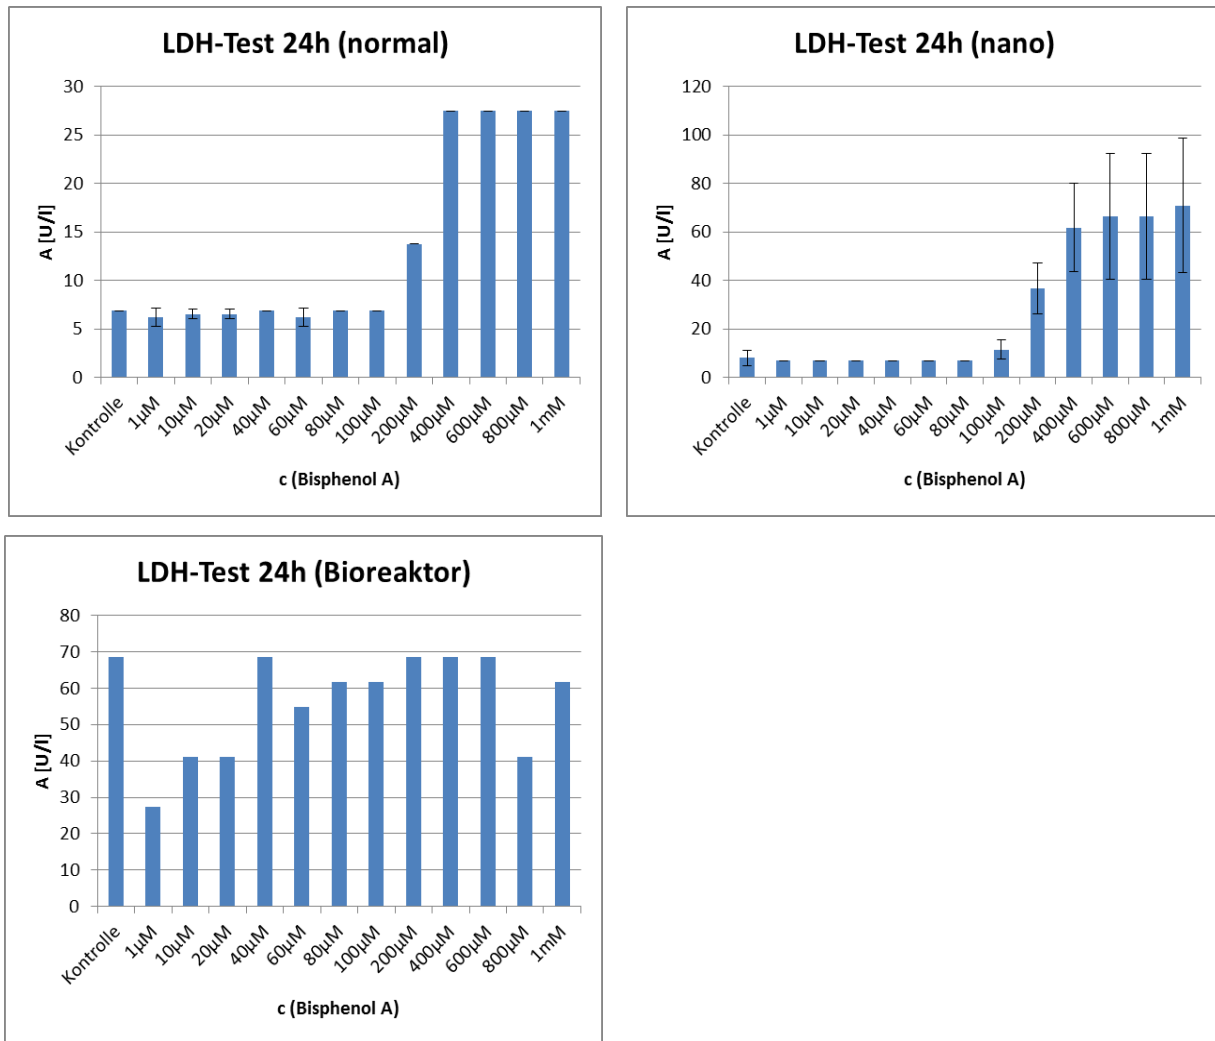 LDH-Test 24h (normal)
A [U/l]
30
25
20
15
10
5
0
Kontrolle
1µM
10µM
20µM
40µM
60µM
80µM
100µM
200µM
400µM
600µM
800µM
1mM
c (Bisphenol A)
LDH-Test 24h (nano)
A [U/l]
120
100
80
60
40
20
0
Kontrolle
1µM
10µM
20µM
40µM
60µM
80µM
100µM
200µM
400µM
600µM
800µM
1mM
c (Bisphenol A)
LDH-Test 24h (Bioreaktor)
A [U/l]
80
70
60
50
40
30
20
10
0
Kontrolle
1µM
10µM
20µM
40µM
60µM
80µM
100µM
200µM
400µM
600µM
800µM
1mM
c (Bisphenol A)